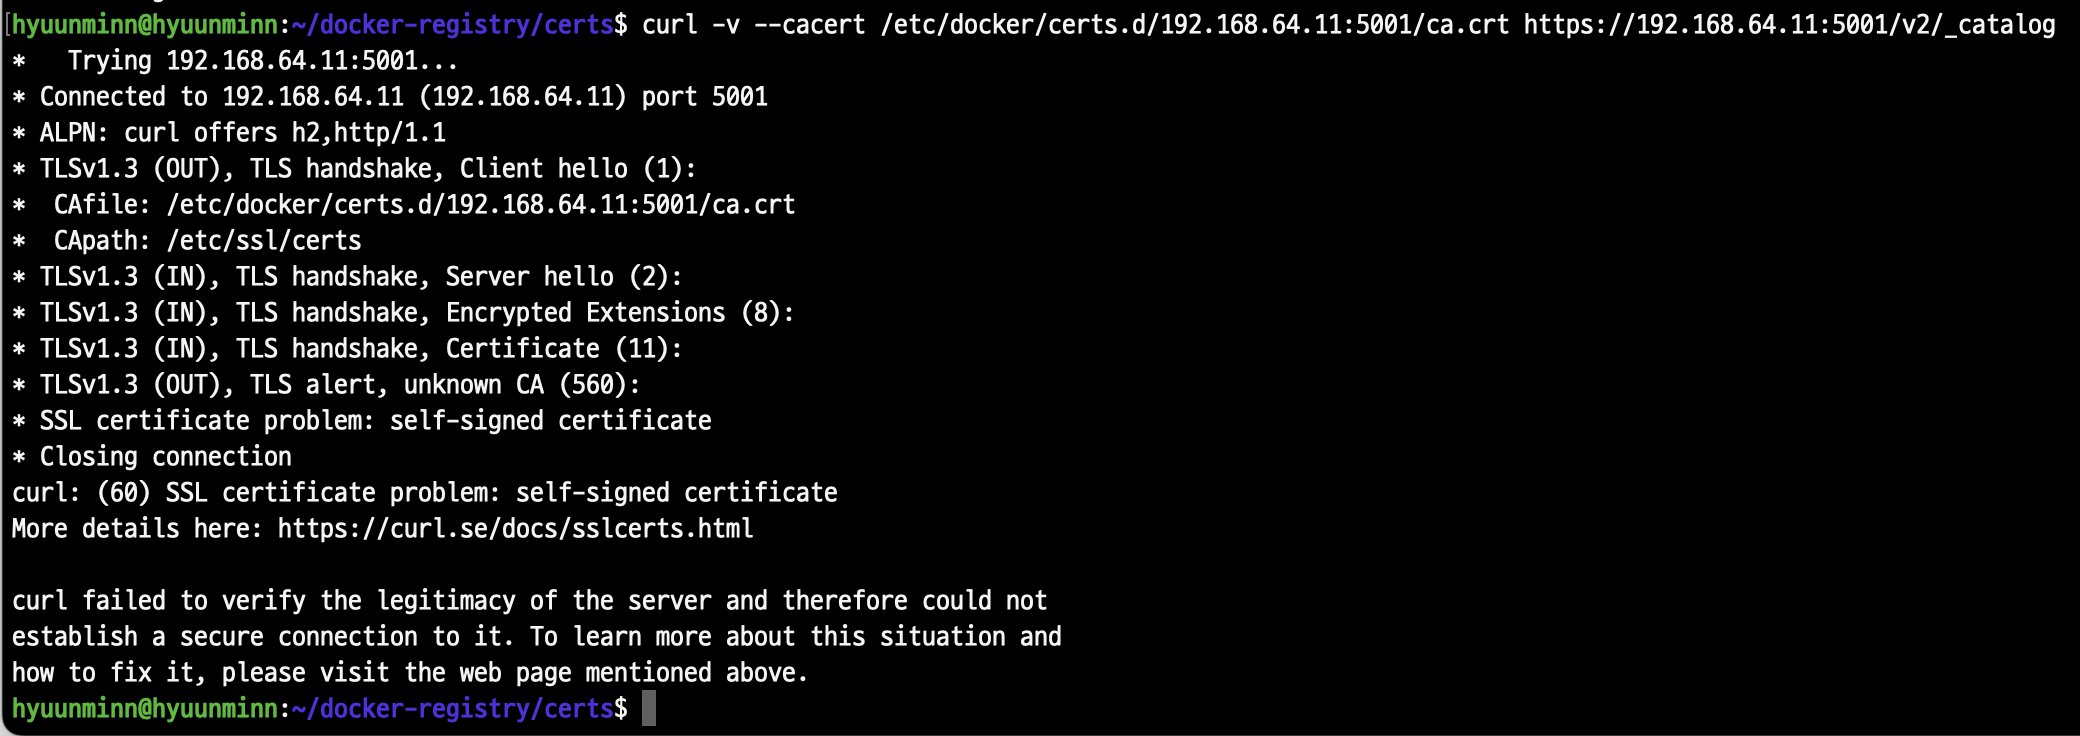 [hyuunminn@hyuunminn:~/docker-registry/certs$ curl -v --cacert /etc/docker/certs.d/192.168.64.11:5001/ca.crt https://192.168.64.11:5001/v2/_catalog
*   Trying 192.168.64.11:5001...
* Connected to 192.168.64.11 (192.168.64.11) port 5001
* ALPN: curl offers h2,http/1.1
* TLSv1.3 (OUT), TLS handshake, Client hello (1):
*  CAfile: /etc/docker/certs.d/192.168.64.11:5001/ca.crt
*  CApath: /etc/ssl/certs
* TLSv1.3 (IN), TLS handshake, Server hello (2):
* TLSv1.3 (IN), TLS handshake, Encrypted Extensions (8):
* TLSv1.3 (IN), TLS handshake, Certificate (11):
* TLSv1.3 (OUT), TLS alert, unknown CA (560):
* SSL certificate problem: self-signed certificate
* Closing connection
curl: (60) SSL certificate problem: self-signed certificate
More details here: https://curl.se/docs/sslcerts.html

curl failed to verify the legitimacy of the server and therefore could not
establish a secure connection to it. To learn more about this situation and
how to fix it, please visit the web page mentioned above.
hyuunminn@hyuunminn:~/docker-registry/certs$